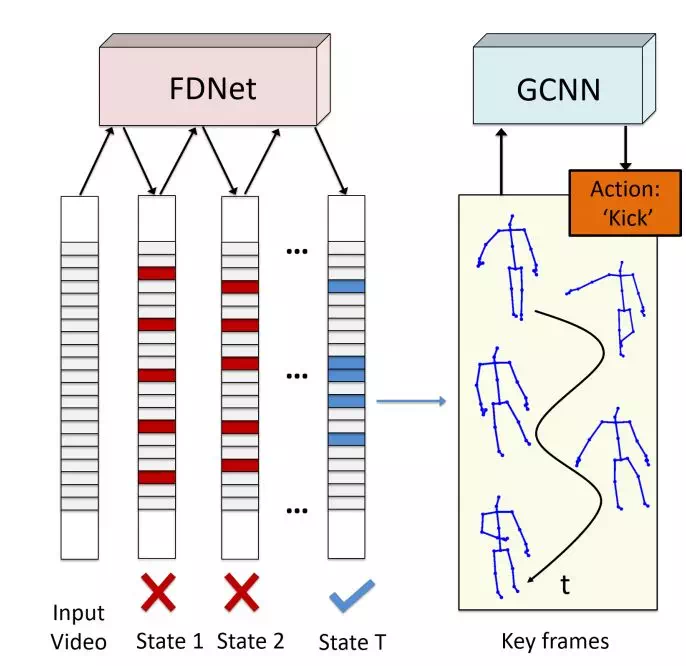 FDNet
GCNN
Action:
'Kick'
...
...
...
t
Input
Video
State 1
State 2
State T
Key frames